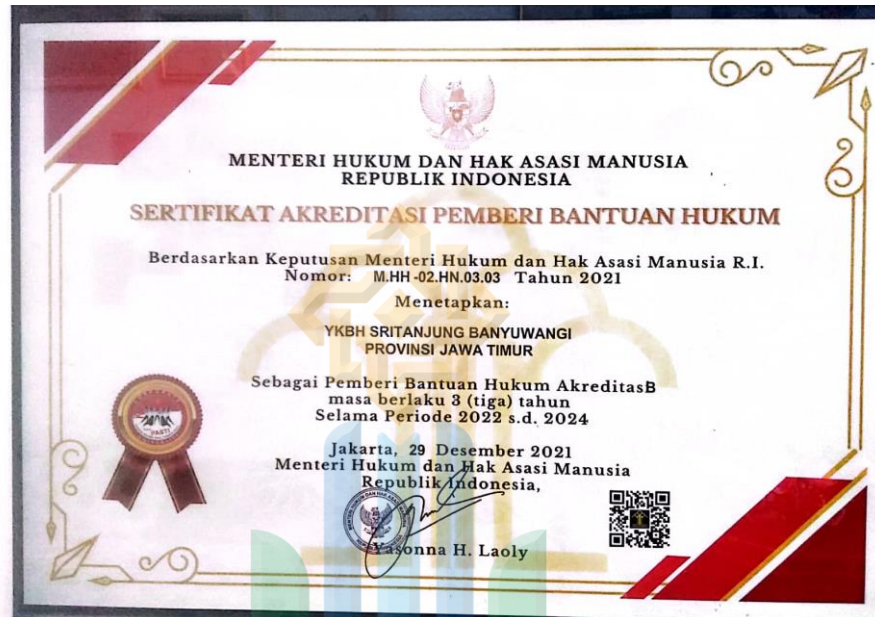 MENTERI HUKUM DAN HAK ASASI MANUSIA
REPUBLIK INDONESIA
SERTIFIKAT AKREDITASI PEMBERI BANTUAN HUKUM
Berdasarkan Keputusan Menteri Hukum dan Hak Asasi Manusia R.I.
Nomor: M.HH-02.HN.03.03 Tahun 2021
Menetapkan:
YKBH SRITANJUNG BANYUWANGI
PROVINSI JAWA TIMUR
Sebagai Pemberi Bantuan Hukum AkreditasB
masa berlaku 3 (tiga) tahun
Selama Periode 2022 s.d. 2024
Jakarta, 29 Desember 2021
Menteri Hukum dan Hak Asasi Manusia
Republik Indonesia,
Yasonna H. Laoly